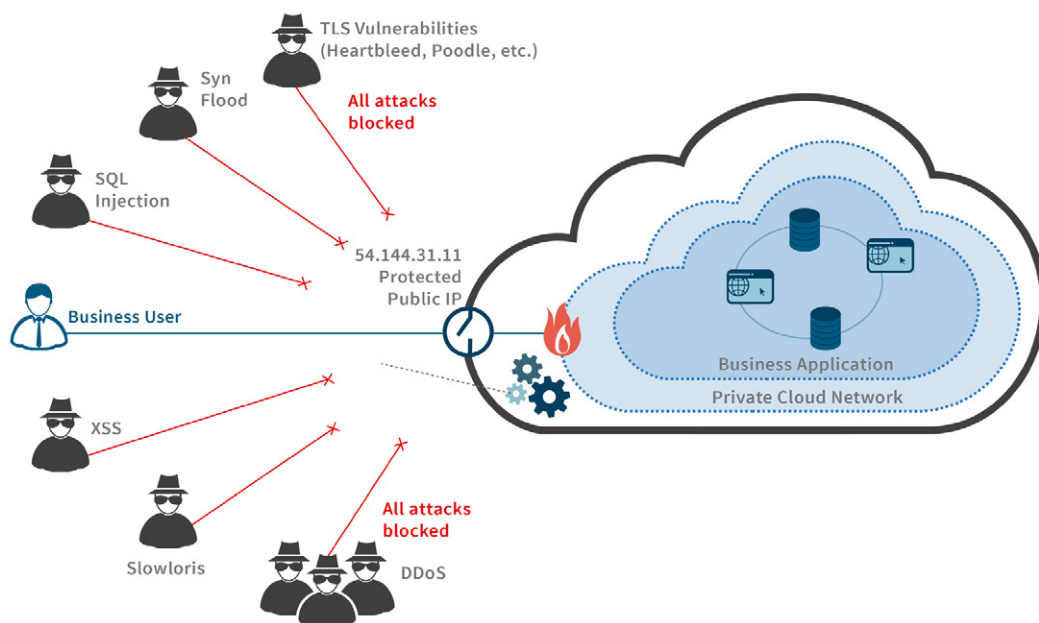 TLS Vulnerabilities
(Heartbleed, Poodle, etc.)
Syn
Flood
All attacks
blocked
SQL
Injection
54.144.31.11
Protected
Public IP
Business User
Business Application
Private Cloud Network
XSS
All attacks
blocked
Slowloris
DDoS